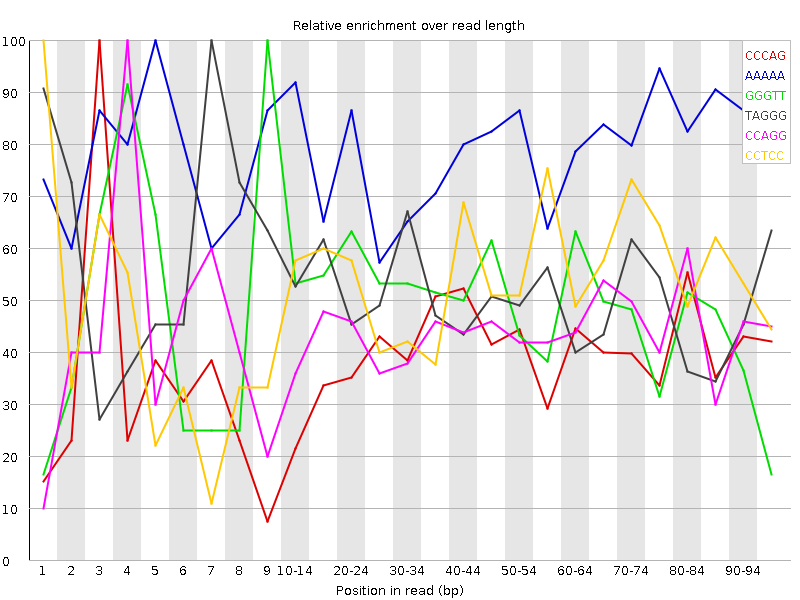 Relative enrichment over read length
100
90
80
70
60
50
40
30
20
10
0
CCCAG
AAAAA
GGGTT
TAGGG
CCAGG
CCTCC
1 2 3 4 5 6 7 8 9 10-14 20-24 30-34 40-44 50-54 60-64 70-74 80-84 90-94
Position in read (bp)